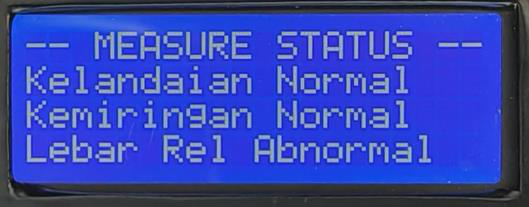 -- MEASURE STATUS --
Kelandaian Normal
Kemiringan Normal
Lebar Rel Abnormal